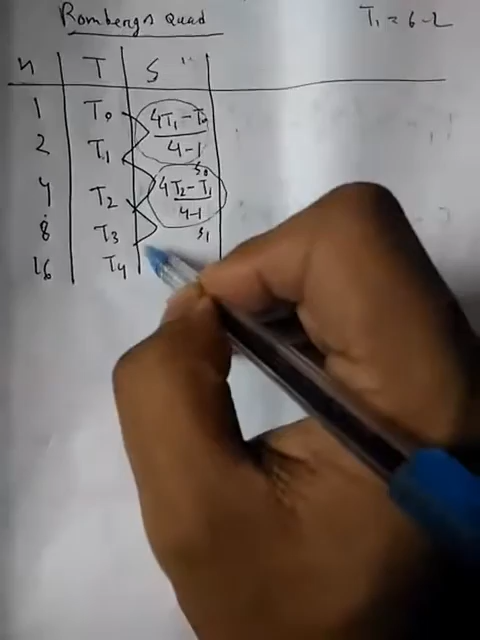 Rombergs Quad
T₁ = 6-2
n T S "
1 T₀ 4T₁ - T₀
2 T₁ 4-1
S₀
4 T₂ 4T₂ - T₁
4-1
8 T₃ S₁
16 T₄